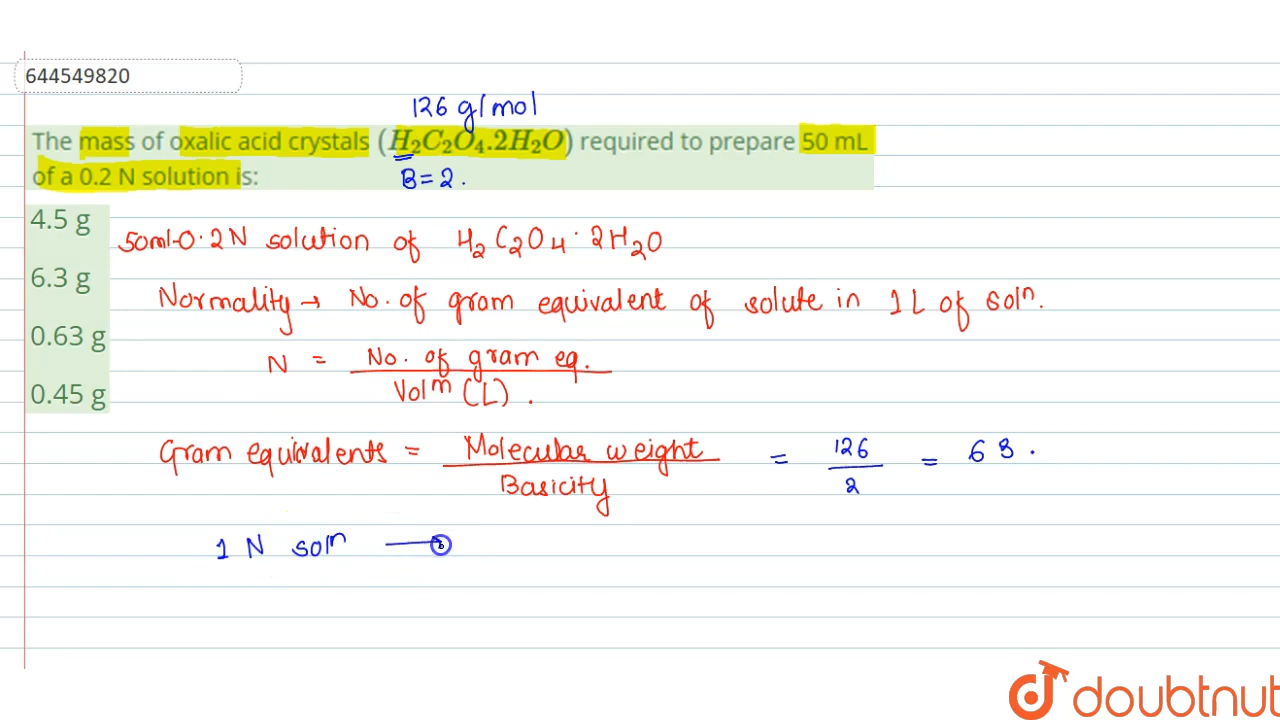 644549820
126 g/mol
The mass of oxalic acid crystals (H₂C₂O₄.2H₂O) required to prepare 50 mL
of a 0.2 N solution is:
B=2.
4.5 g
6.3 g
0.63 g
0.45 g
50ml-0.2N solution of H₂C₂O₄·2H₂O
Normality → No. of gram equivalent of solute in 1L of solⁿ.
N = No. of gram eq.
Volᵐ (L).
Gram equivalents = Molecular weight = 126 = 63.
Basicity 2
1 N solⁿ →
doubtnut